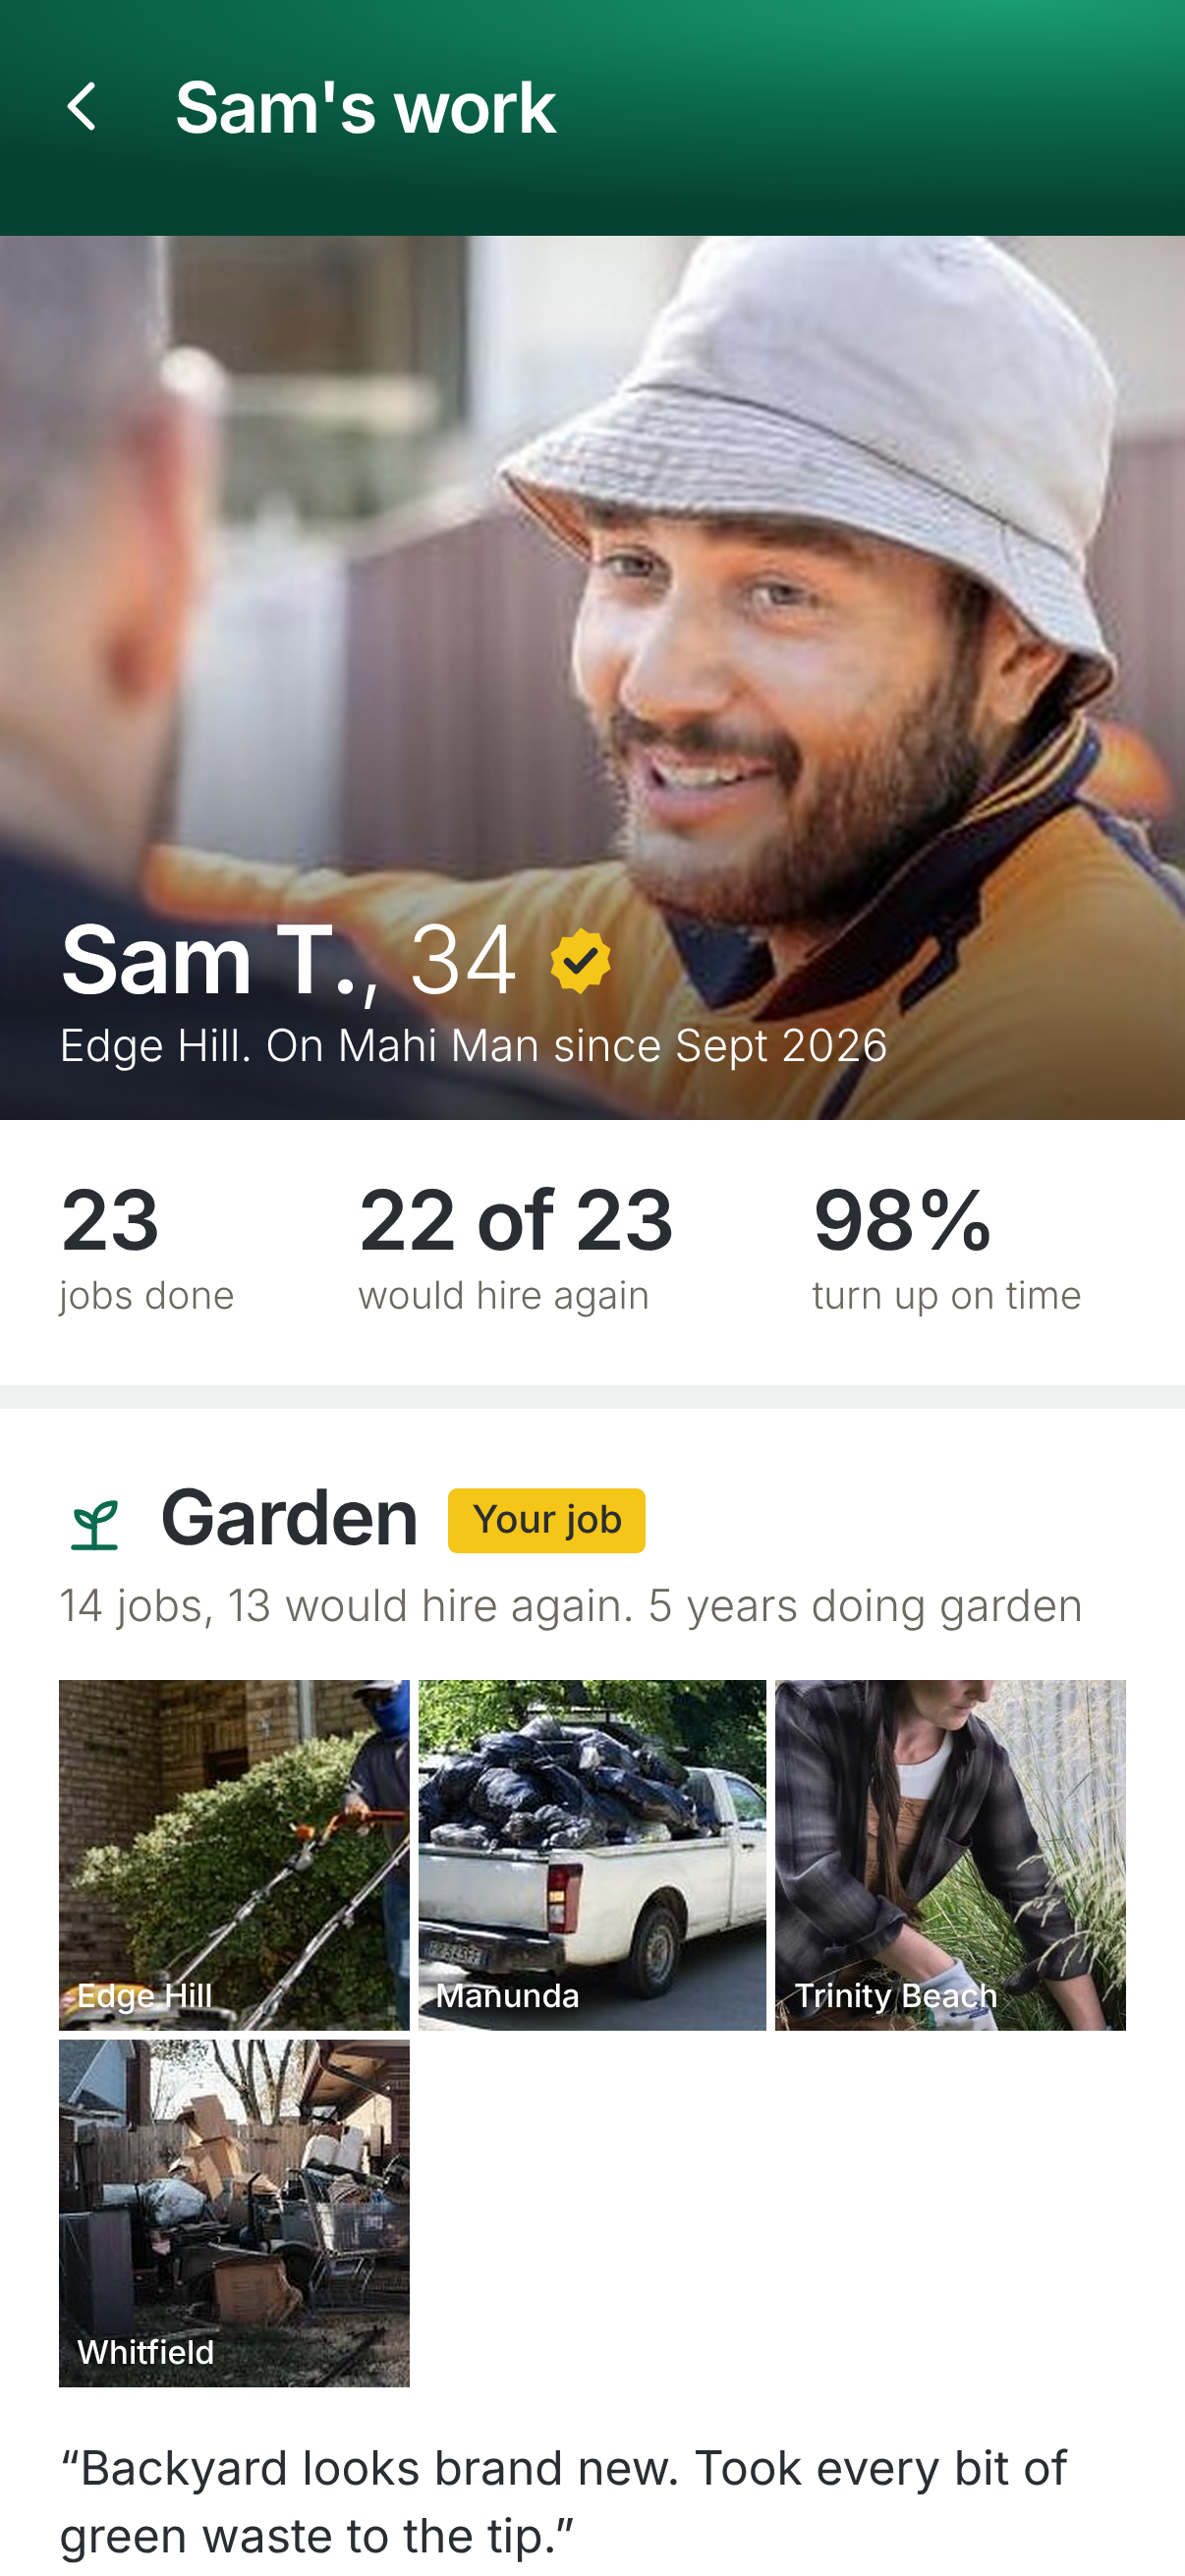 Sam's work
Sam T., 34
Edge Hill. On Mahi Man since Sept 2026
23
jobs done
22 of 23
would hire again
98%
turn up on time
Garden
Your job
14 jobs, 13 would hire again. 5 years doing garden
Edge Hill
Manunda
Trinity Beach
Whitfield
“Backyard looks brand new. Took every bit of
green waste to the tip.”